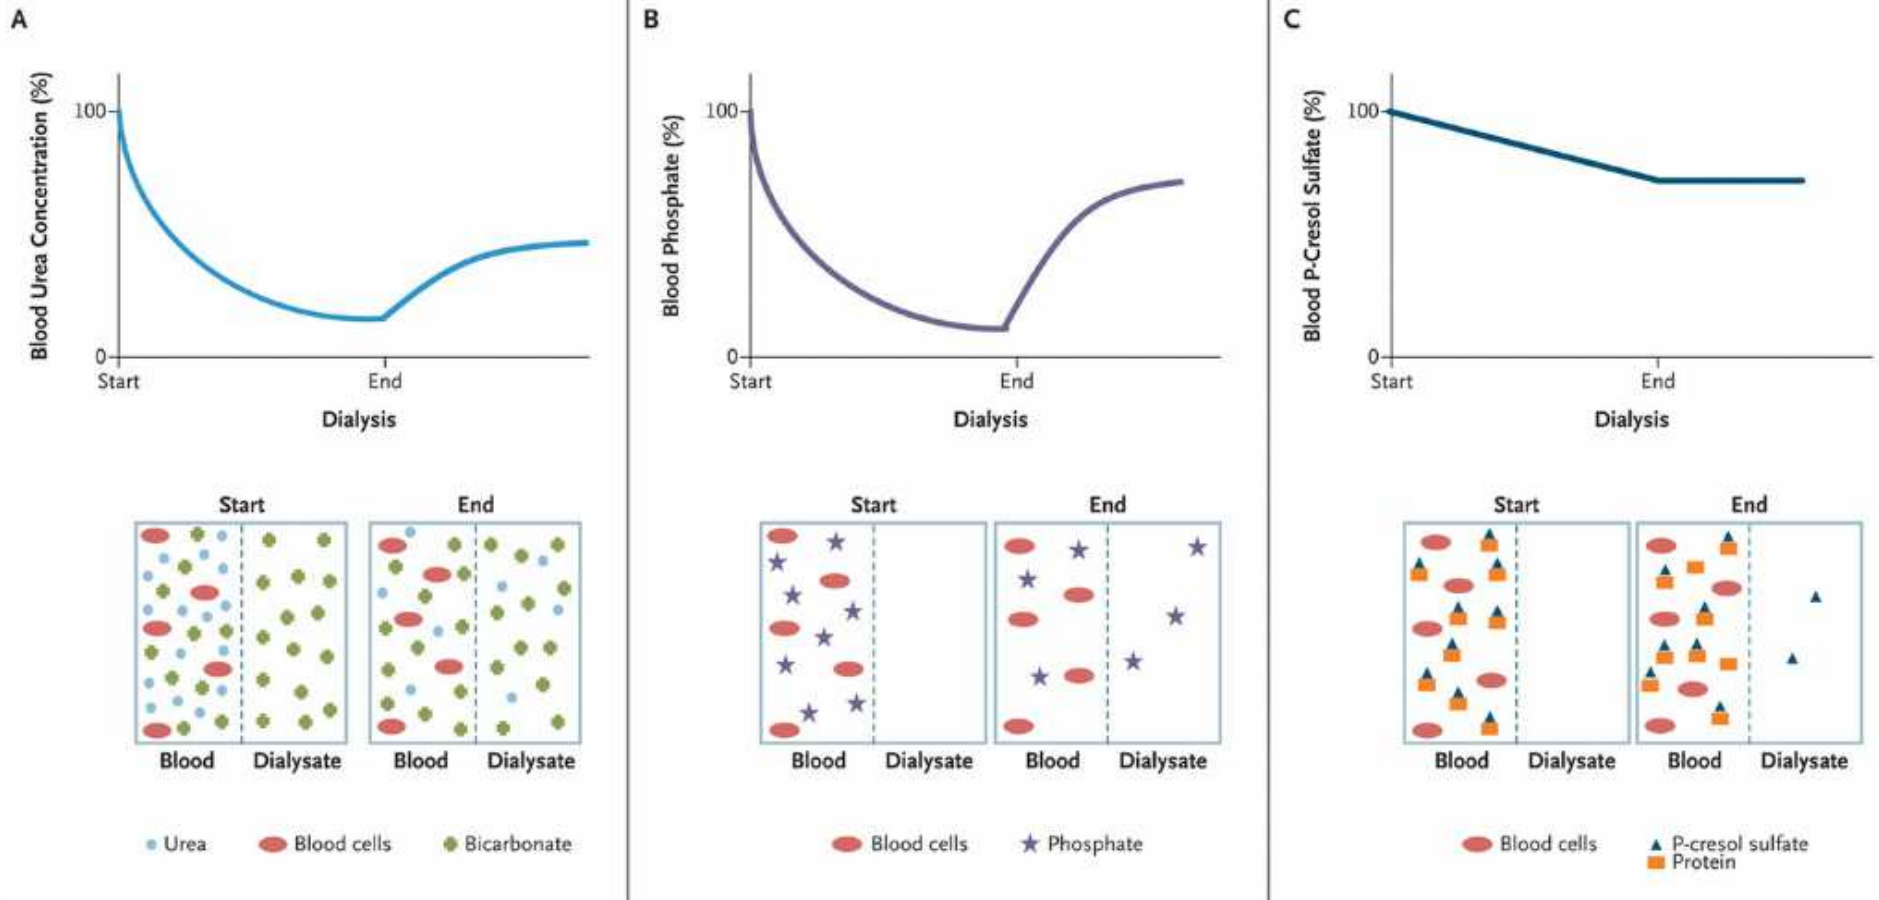 A
Blood Urea Concentration (%)
100
0
Start
End
Dialysis
Start
End
Blood
Dialysate
Blood
Dialysate
Urea
Blood cells
Bicarbonate
B
Blood Phosphate (%)
100
0
Start
End
Dialysis
Start
End
Blood
Dialysate
Blood
Dialysate
Blood cells
Phosphate
C
Blood P-Cresol Sulfate (%)
100
0
Start
End
Dialysis
Start
End
Blood
Dialysate
Blood
Dialysate
Blood cells
P-cresol sulfate
Protein